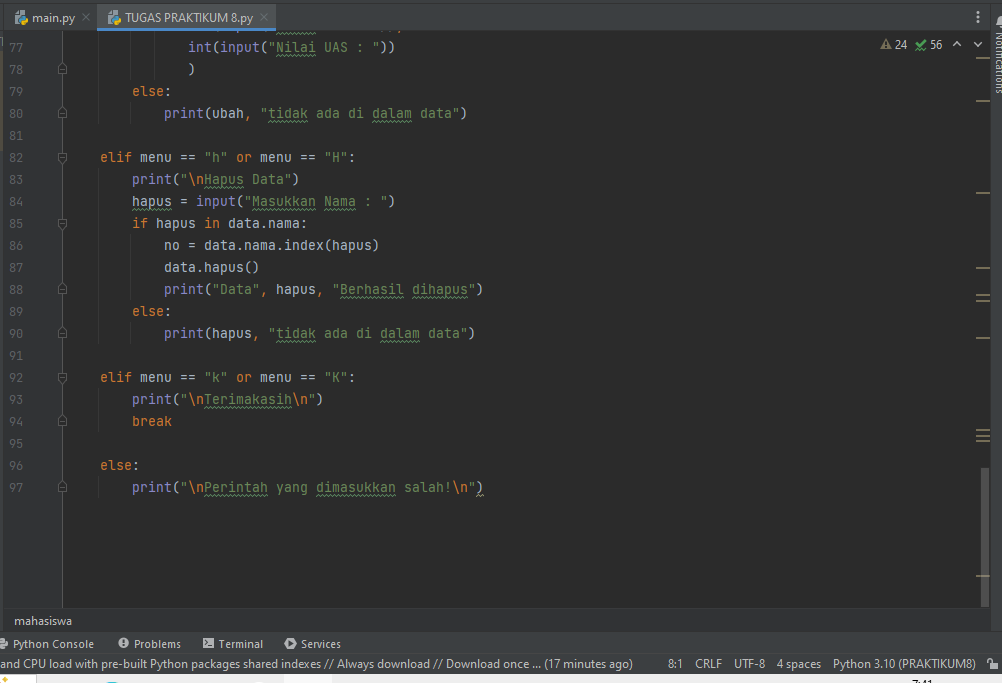 main.py TUGAS PRAKTIKUM 8.py
77 int(input("Nilai UAS : "))
24 56
78 )
79 else:
80 print(ubah, "tidak ada di dalam data")
81
82 elif menu == "h" or menu == "H":
83 print("\nHapus Data")
84 hapus = input("Masukkan Nama : ")
85 if hapus in data.nama:
86 no = data.nama.index(hapus)
87 data.hapus()
88 print("Data", hapus, "Berhasil dihapus")
89 else:
90 print(hapus, "tidak ada di dalam data")
91
92 elif menu == "k" or menu == "K":
93 print("\nTerimakasih\n")
94 break
95
96 else:
97 print("\nPerintah yang dimasukkan salah!\n")
Notifications
mahasiswa
Python Console Problems Terminal Services
and CPU load with pre-built Python packages shared indexes // Always download // Download once ... (17 minutes ago) 8:1 CRLF UTF-8 4 spaces Python 3.10 (PRAKTIKUM8)